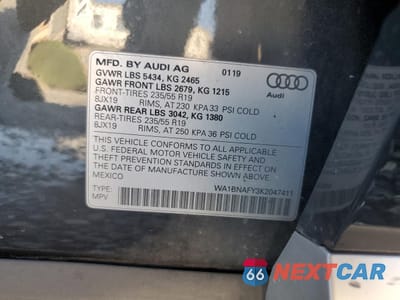 MFD. BY AUDI AG 0119
GVWR LBS 5434, KG 2465
GAWR FRONT LBS 2679, KG 1215
FRONT-TIRES 235/55 R19
8JX19 RIMS, AT 230 KPA 33 PSI COLD
GAWR REAR LBS 3042, KG 1380
REAR-TIRES 235/55 R19
8JX19 RIMS, AT 250 KPA 36 PSI COLD
Audi
THIS VEHICLE CONFORMS TO ALL APPLICABLE
U.S. FEDERAL MOTOR VEHICLE SAFETY AND
THEFT PREVENTION STANDARDS IN EFFECT ON
THE DATE OF MANUFACTURE SHOWN ABOVE.
MEXICO
TYPE: WA1BNAFY3K2047411
MPV
66 NEXTCAR